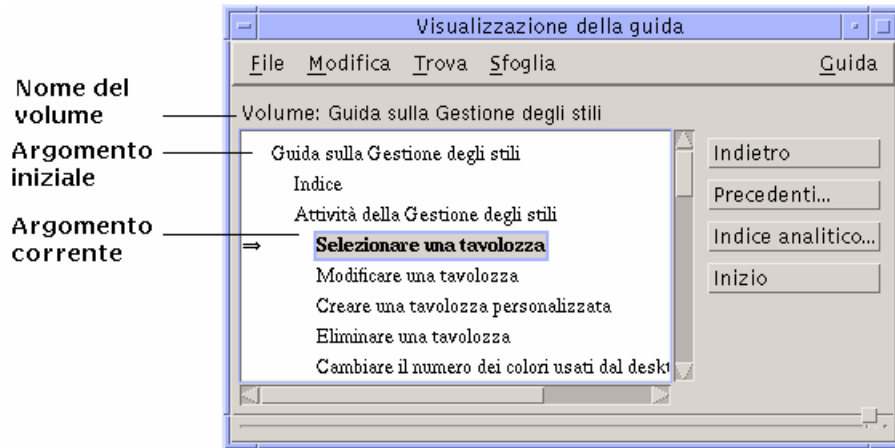 Visualizzazione della guida
File Modifica Trova Sfoglia Guida
Nome del
volume
Volume: Guida sulla Gestione degli stili
Argomento
iniziale
Guida sulla Gestione degli stili
Indice
Attività della Gestione degli stili
Argomento
corrente
⇒ Selezionare una tavolozza
Modificare una tavolozza
Creare una tavolozza personalizzata
Eliminare una tavolozza
Cambiare il numero dei colori usati dal deskt
Indietro
Precedenti...
Indice analitico...
Inizio